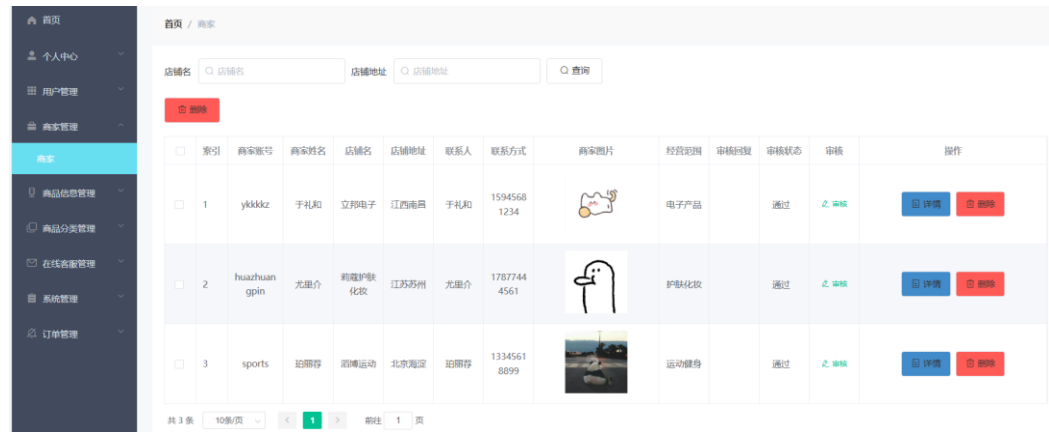 首页
个人中心
用户管理
商家管理
商家
商品信息管理
商品分类管理
在线客服管理
系统管理
订单管理
首页 / 商家
店铺名 店铺名 店铺地址 店铺地址 查询
删除
索引 商家账号 商家姓名 店铺名 店铺地址 联系人 联系方式 商家图片 经营范围 审核回复 审核状态 审核 操作
1 ykkkkz 于礼和 立邦电子 江西南昌 于礼和 1594568 电子产品 通过 审核 详情 删除
1234
2 huazhuan 尤里介 莉蔻护肤 江苏苏州 尤里介 1787744 护肤化妆 通过 审核 详情 删除
gpin 化妆 4561
3 sports 珀丽荐 滔博运动 北京海淀 珀丽荐 1334561 运动健身 通过 审核 详情 删除
8899
共 3 条 10条/页 < 1 > 前往 1 页